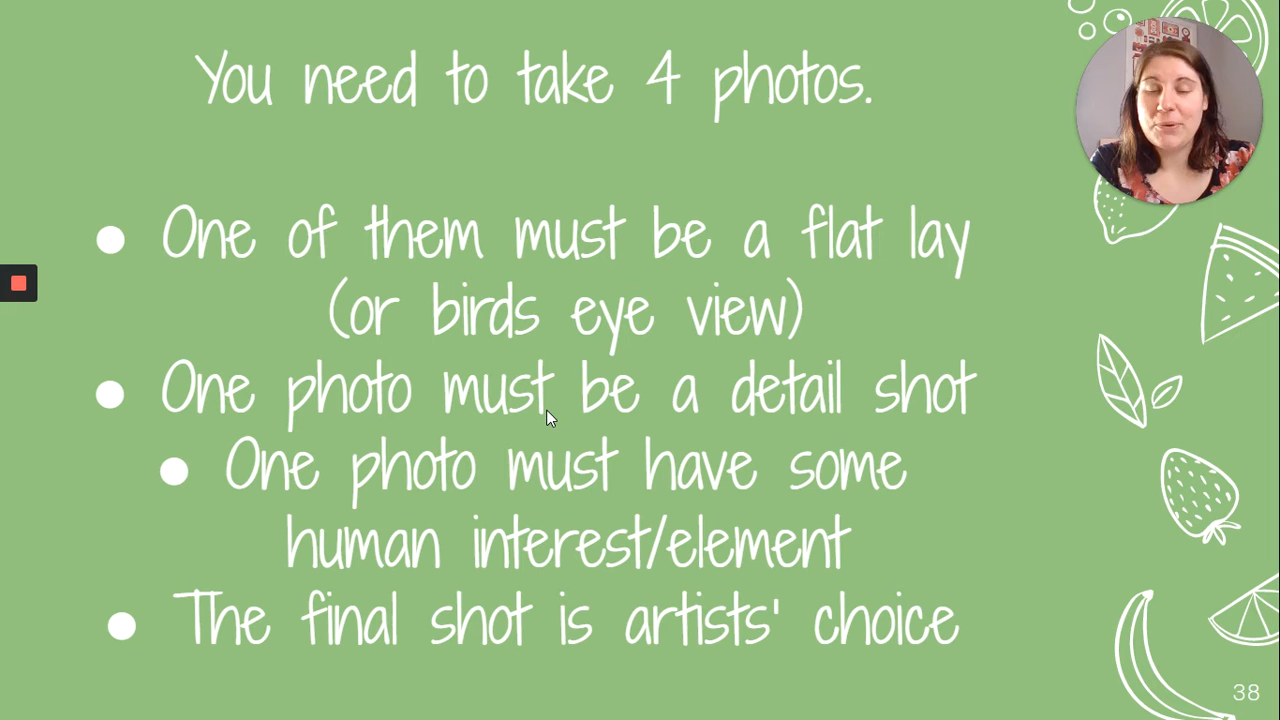 You need to take 4 photos.
● One of them must be a flat lay
(or birds eye view)
● One photo must be a detail shot
● One photo must have some
human interest/element
● The final shot is artists' choice
38